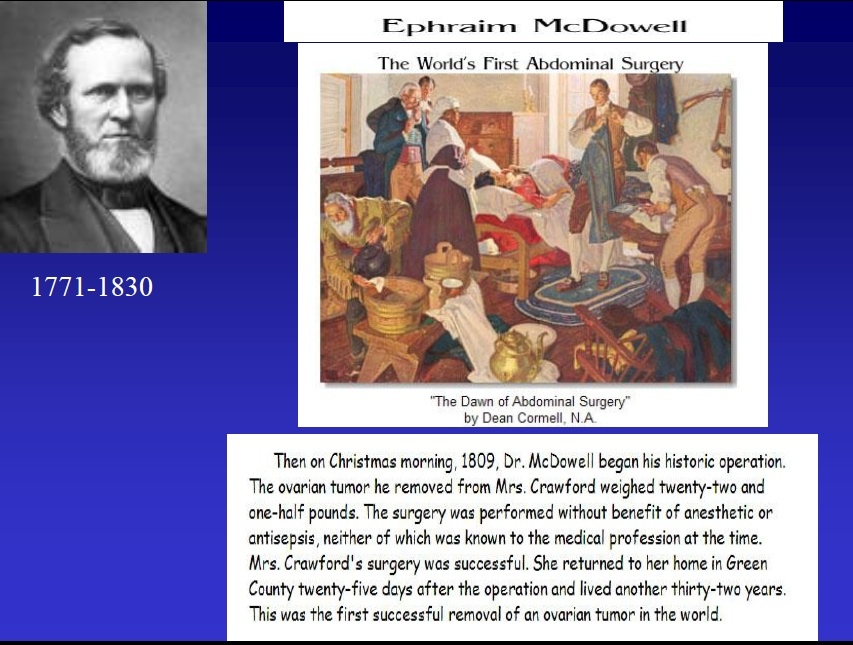 Ephraim McDowell
The World's First Abdominal Surgery
1771-1830
"The Dawn of Abdominal Surgery"
by Dean Cormell, N.A.
Then on Christmas morning, 1809, Dr. McDowell began his historic operation.
The ovarian tumor he removed from Mrs. Crawford weighed twenty-two and
one-half pounds. The surgery was performed without benefit of anesthetic or
antisepsis, neither of which was known to the medical profession at the time.
Mrs. Crawford's surgery was successful. She returned to her home in Green
County twenty-five days after the operation and lived another thirty-two years.
This was the first successful removal of an ovarian tumor in the world.